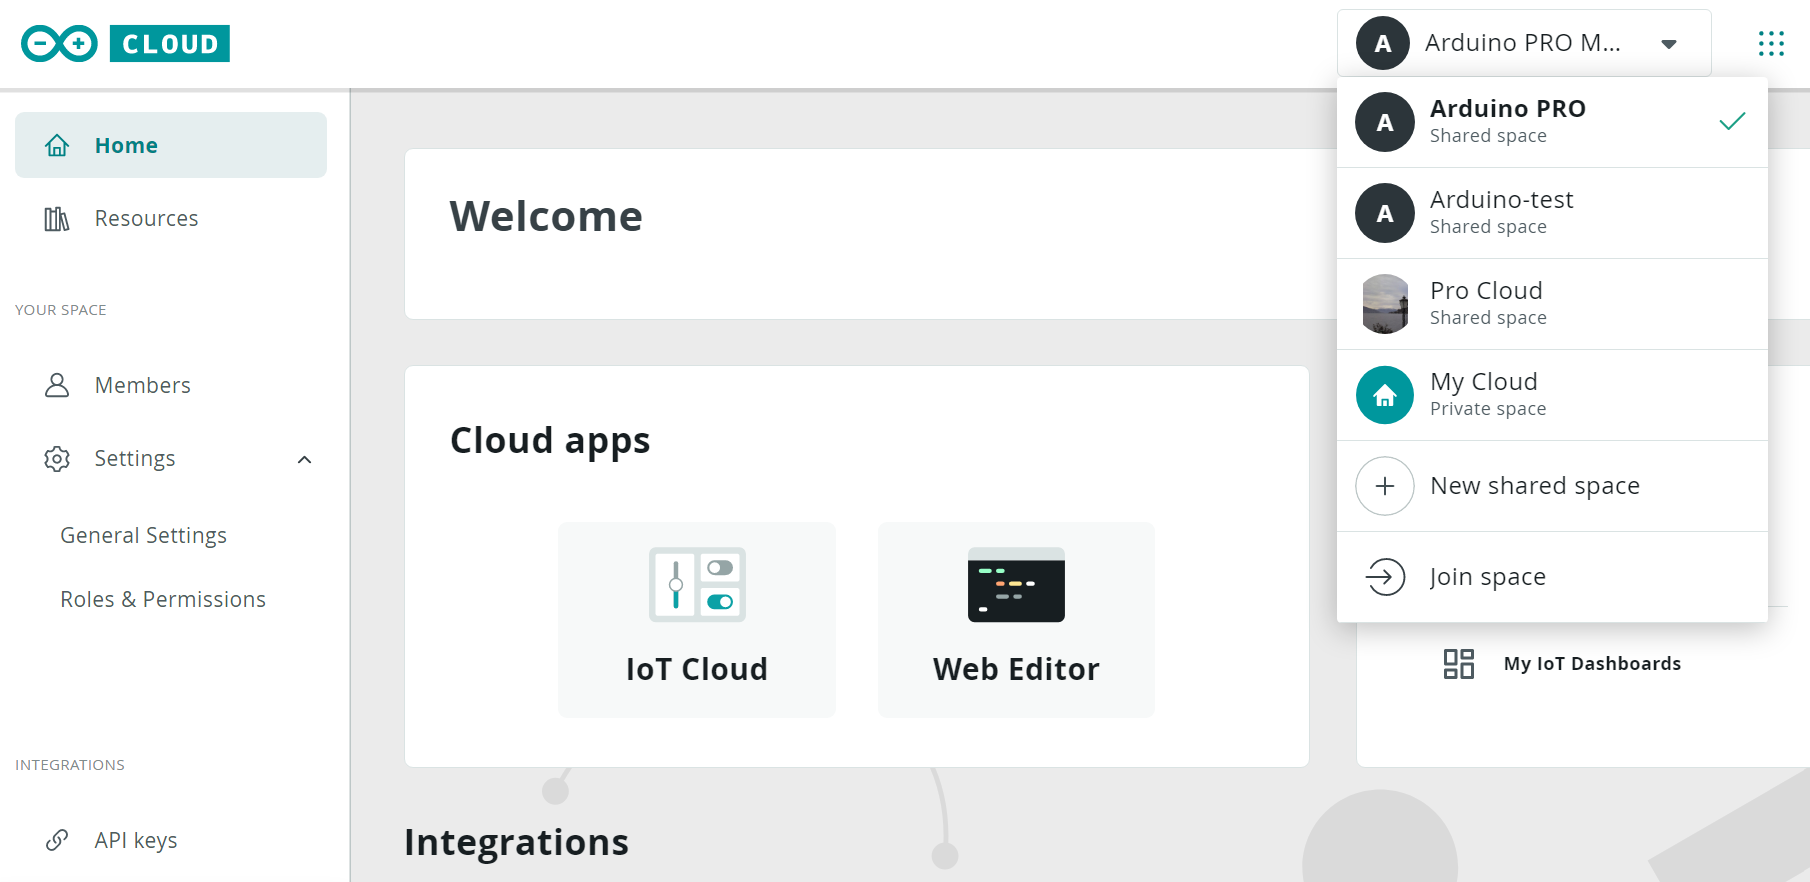 CLOUD
A Arduino PRO M...
A Arduino PRO
Shared space
A Arduino-test
Shared space
Pro Cloud
Shared space
My Cloud
Private space
New shared space
Join space
Home
Resources
YOUR SPACE
Members
Settings
General Settings
Roles & Permissions
INTEGRATIONS
API keys
Welcome
Cloud apps
IoT Cloud
Web Editor
My IoT Dashboards
Integrations